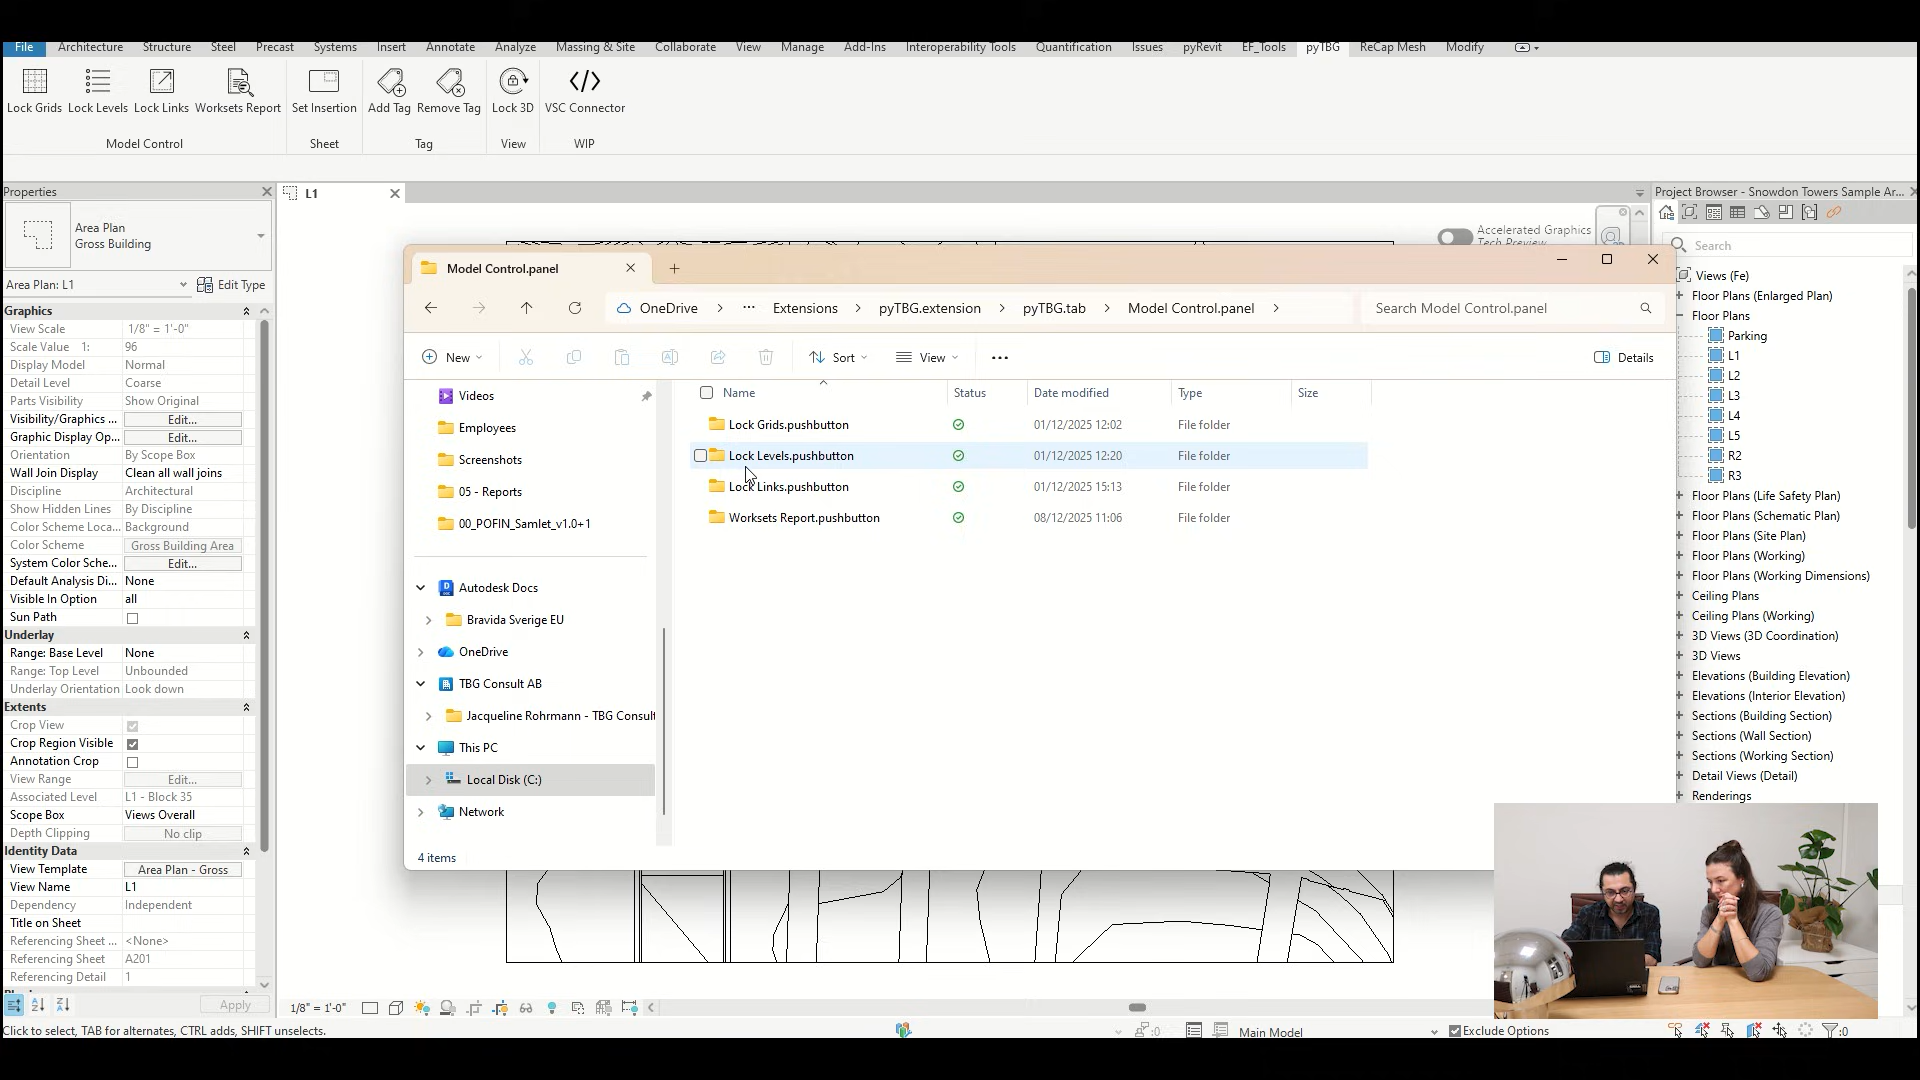 File Architecture Structure Steel Precast Systems Insert Annotate Analyze Massing & Site Collaborate View Manage Add-Ins Interoperability Tools Quantification Issues pyRevit EF_Tools pyTBG ReCap Mesh Modify
Lock Grids Lock Levels Lock Links Worksets Report Set Insertion Add Tag Remove Tag Lock 3D VSC Connector
Model Control Sheet Tag View WIP
Properties
L1
Project Browser - Snowdon Towers Sample Ar...
Area Plan
Gross Building
Area Plan: L1
Edit Type
Graphics
View Scale 1/8" = 1'-0"
Scale Value 1: 96
Display Model Normal
Detail Level Coarse
Parts Visibility Show Original
Visibility/Graphics ... Edit...
Graphic Display Op... Edit...
Orientation By Scope Box
Wall Join Display Clean all wall joins
Discipline Architectural
Show Hidden Lines By Discipline
Color Scheme Loca... Background
Color Scheme Gross Building Area
System Color Sche... Edit...
Default Analysis Di... None
Visible In Option all
Sun Path
Underlay
Range: Base Level None
Range: Top Level Unbounded
Underlay Orientation Look down
Extents
Crop View
Crop Region Visible
Annotation Crop
View Range Edit...
Associated Level L1 - Block 35
Scope Box Views Overall
Depth Clipping No clip
Identity Data
View Template Area Plan - Gross
View Name L1
Dependency Independent
Title on Sheet
Referencing Sheet ... <None>
Referencing Sheet A201
Referencing Detail 1
Apply
Accelerated Graphics
Tech Preview
Model Control.panel
OneDrive ... Extensions pyTBG.extension pyTBG.tab Model Control.panel
Search Model Control.panel
New Sort View ... Details
Videos
Employees
Screenshots
05 - Reports
00_POFIN_Samlet_v1.0+1
Autodesk Docs
Bravida Sverige EU
OneDrive
TBG Consult AB
Jacqueline Rohrmann - TBG Consult
This PC
Local Disk (C:)
Network
4 items
Name Status Date modified Type Size
Lock Grids.pushbutton 01/12/2025 12:02 File folder
Lock Levels.pushbutton 01/12/2025 12:20 File folder
Lock Links.pushbutton 01/12/2025 15:13 File folder
Worksets Report.pushbutton 08/12/2025 11:06 File folder
Search
Views (Fe)
Floor Plans (Enlarged Plan)
Floor Plans
Parking
L1
L2
L3
L4
L5
R2
R3
Floor Plans (Life Safety Plan)
Floor Plans (Schematic Plan)
Floor Plans (Site Plan)
Floor Plans (Working)
Floor Plans (Working Dimensions)
Ceiling Plans
Ceiling Plans (Working)
3D Views (3D Coordination)
3D Views
Elevations (Building Elevation)
Elevations (Interior Elevation)
Sections (Building Section)
Sections (Wall Section)
Sections (Working Section)
Detail Views (Detail)
Renderings
1/8" = 1'-0"
Click to select, TAB for alternates, CTRL adds, SHIFT unselects.
:0
Main Model
Exclude Options
:0